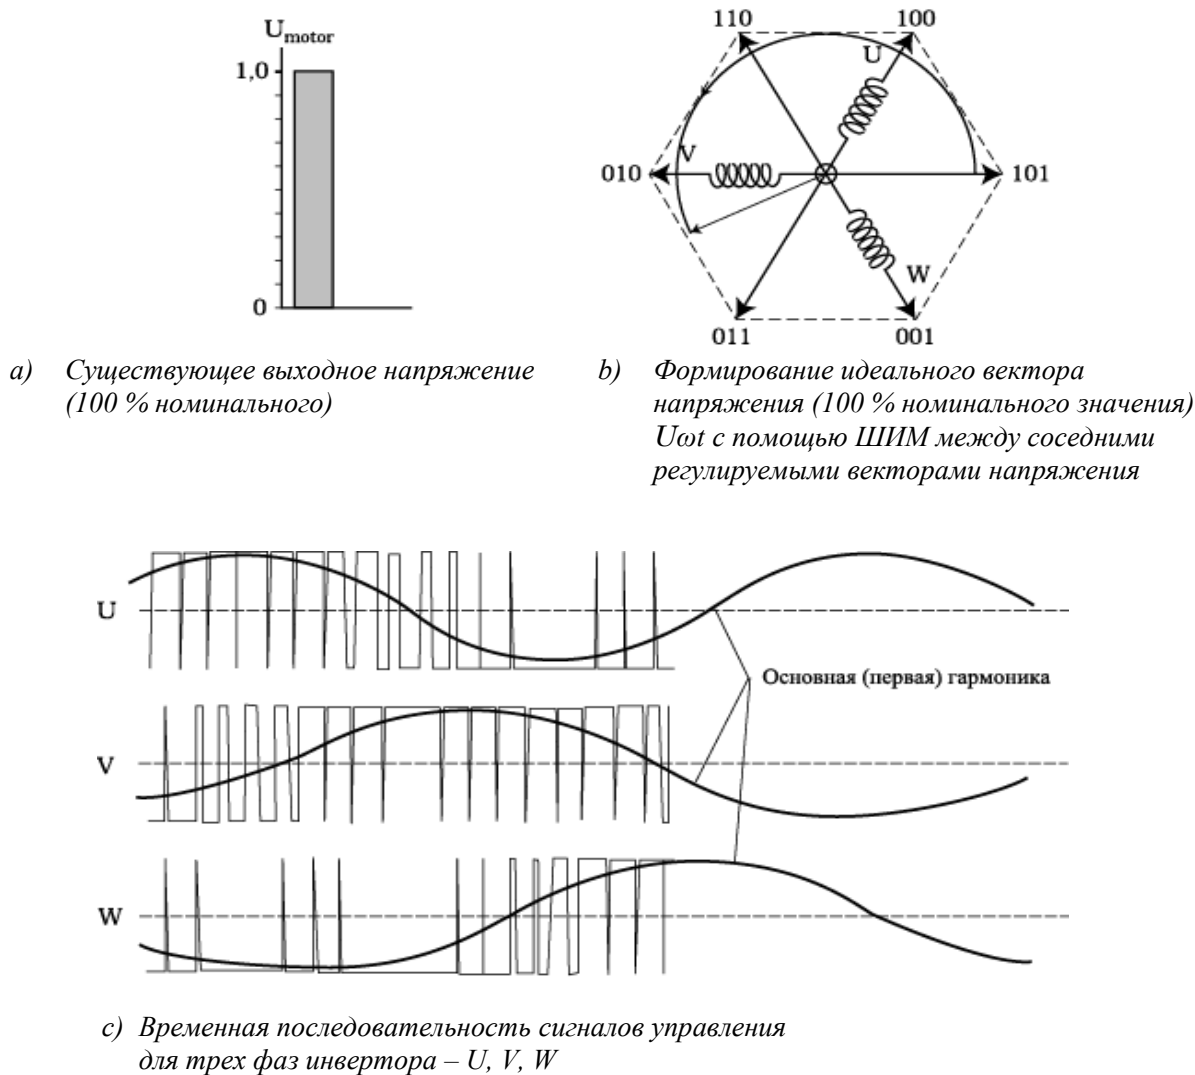 U motor
1,0
0
110
100
U
V
010
101
W
011
001
a) Существующее выходное напряжение
(100 % номинального)
b) Формирование идеального вектора
напряжения (100 % номинального значения)
Uωt с помощью ШИМ между соседними
регулируемыми векторами напряжения
U
Основная (первая) гармоника
V
W
c) Временная последовательность сигналов управления
для трех фаз инвертора – U, V, W